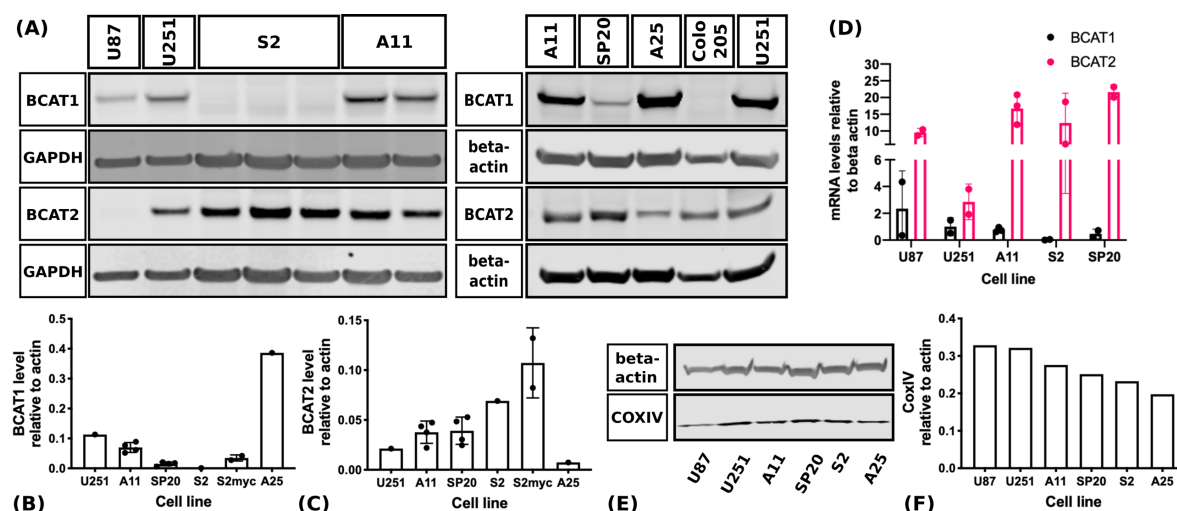 (A)
U87
U251
S2
A11
BCAT1
GAPDH
BCAT2
GAPDH
A11
SP20
A25
Colo
205
U251
BCAT1
beta-
actin
BCAT2
beta-
actin
(D)
BCAT1
BCAT2
mRNA levels relative
to beta actin
30
25
20
15
10
6
4
2
0
U87
U251
A11
S2
SP20
Cell line
BCAT1 level
relative to actin
0.5
0.4
0.3
0.2
0.1
0.0
U251
A11
SP20
S2
S2myc
A25
Cell line
(B)
BCAT2 level
relative to actin
0.15
0.10
0.05
0.00
U251
A11
SP20
S2
S2myc
A25
Cell line
(C)
beta-
actin
COXIV
U87
U251
A11
SP20
S2
A25
(E)
CoxIV
relative to actin
0.4
0.3
0.2
0.1
0.0
U87
U251
A11
SP20
S2
A25
Cell line
(F)